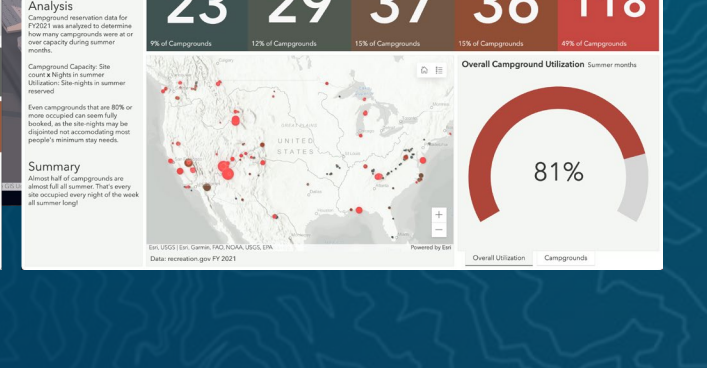 Analysis
Campground reservation data for
FY2021 was analyzed to determine
how many campgrounds were at or
over capacity during summer
months.
Campground Capacity: Site
count x Nights in summer
Utilization: Site-nights in summer
reserved
Even campgrounds that are 80% or
more occupied can seem fully
booked, as the site-nights may be
disjointed not accomodating most
people's minimum stay needs.
Summary
Almost half of campgrounds are
almost full all summer. That's every
site occupied every night of the week
all summer long!
23
9% of Campgrounds
29
12% of Campgrounds
37
15% of Campgrounds
36
15% of Campgrounds
118
49% of Campgrounds
GREAT PLAINS
UNITED
STATES
+
−
Esri, USGS | Esri, Garmin, FAO, NOAA, USGS, EPA
Powered by Esri
Data: recreation.gov FY 2021
Overall Campground Utilization Summer months
81%
Overall Utilization
Campgrounds